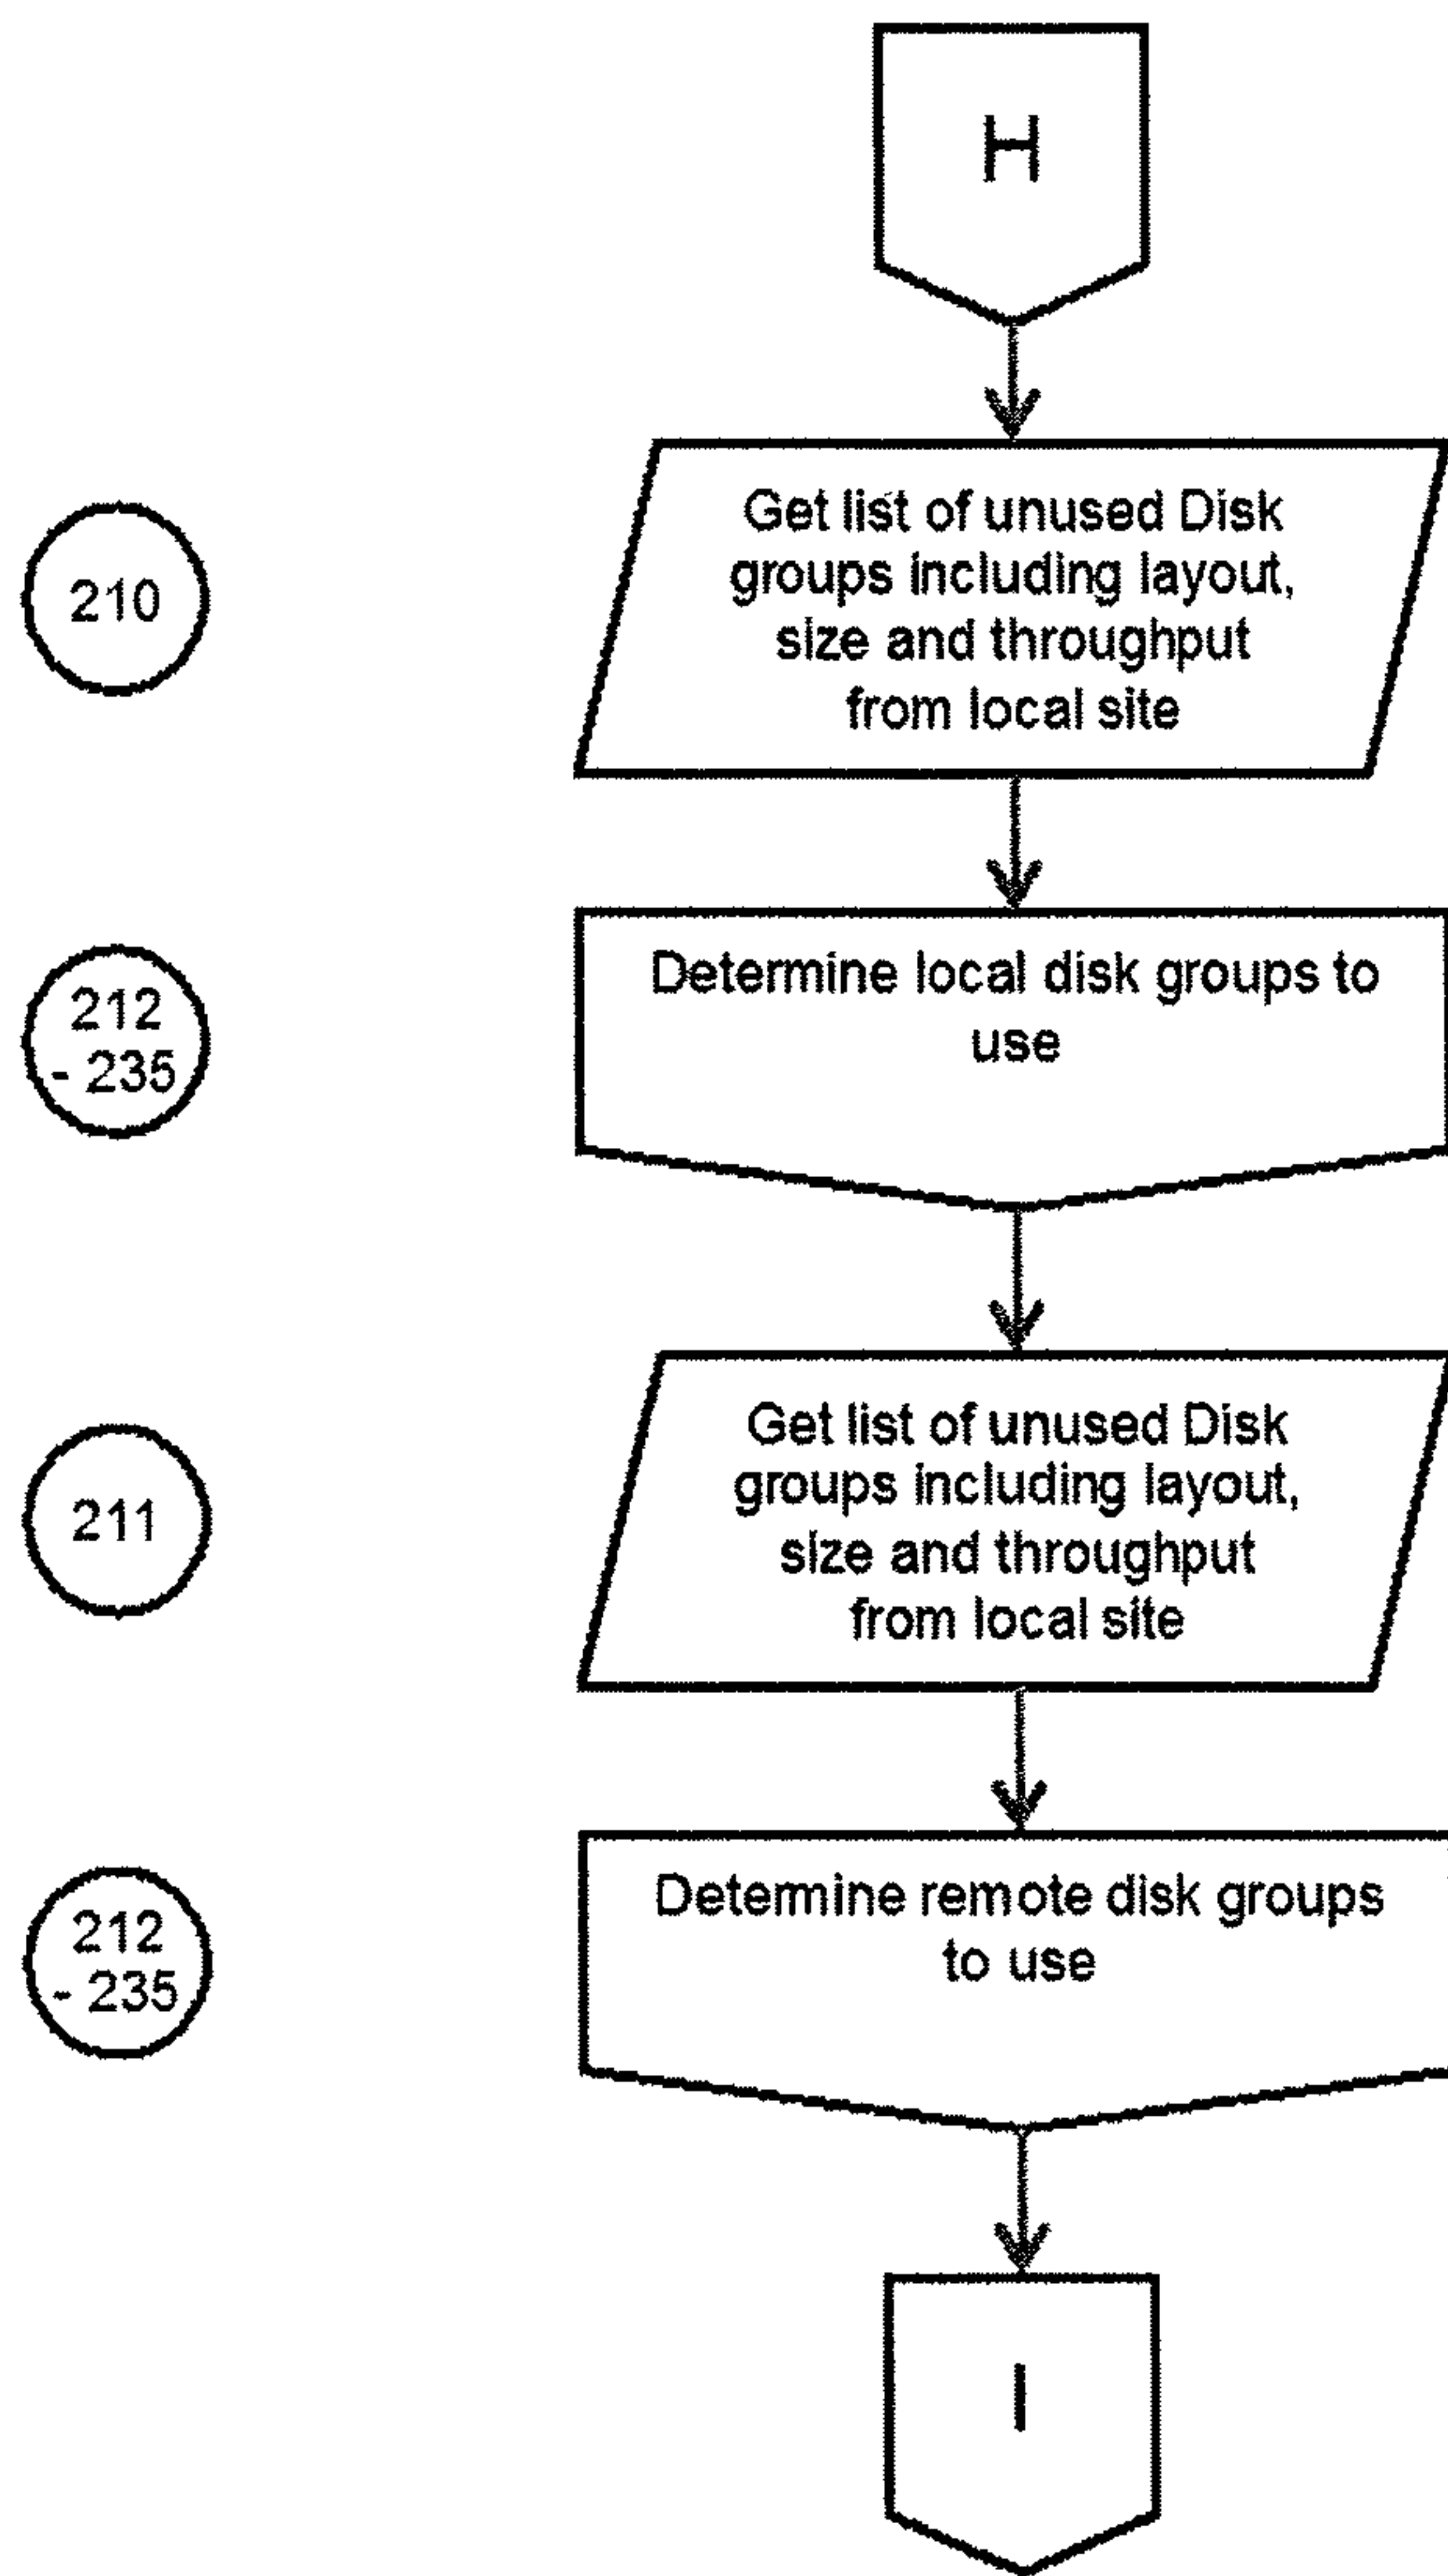 H
210
Get list of unused Disk
groups including layout,
size and throughput
from local site
212
- 235
Determine local disk groups to
use
211
Get list of unused Disk
groups including layout,
size and throughput
from local site
212
- 235
Determine remote disk groups
to use
I